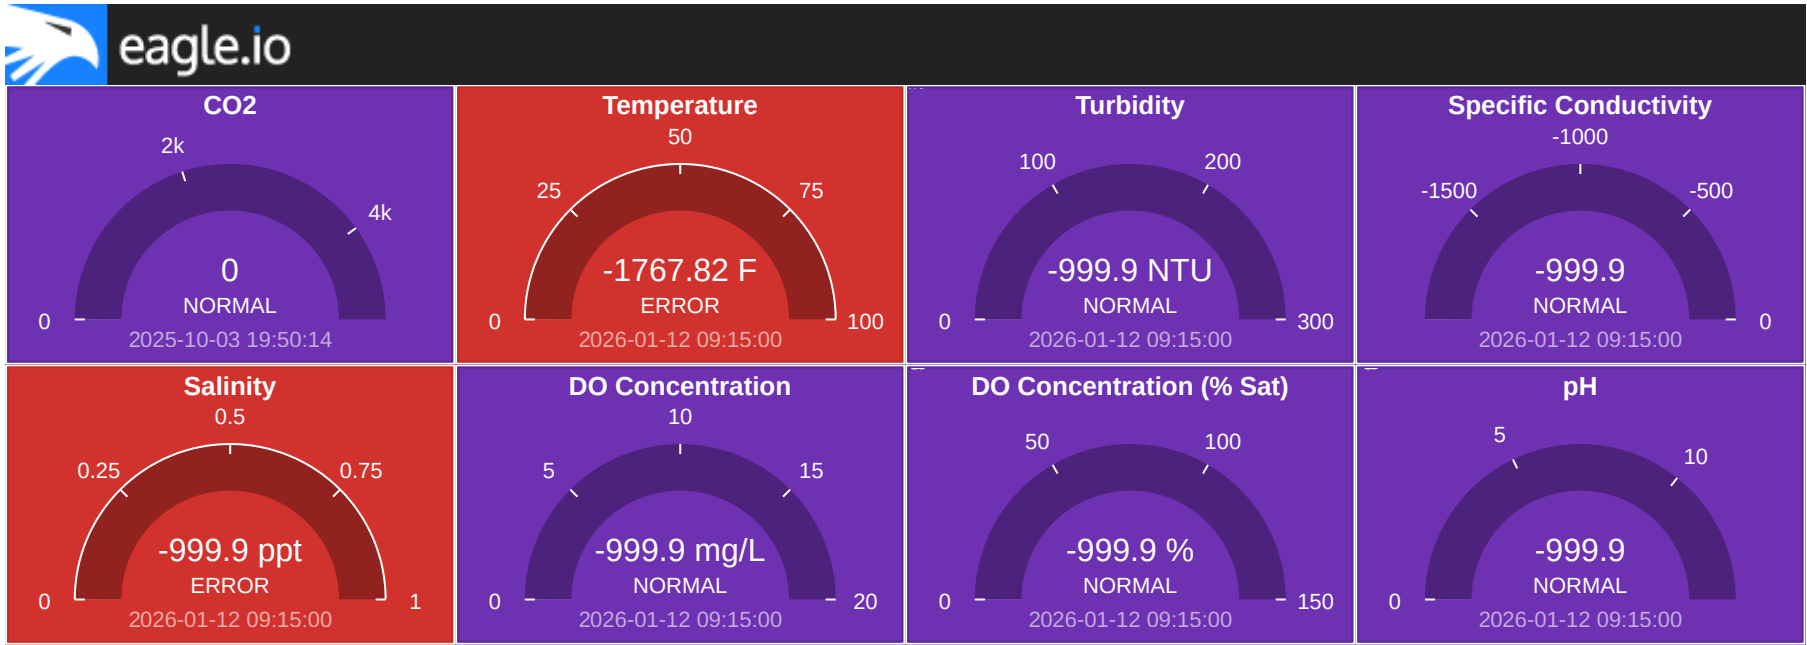 eagle.io
CO2
2k
4k
0
NORMAL
0
2025-10-03 19:50:14
Temperature
50
25
75
-1767.82 F
ERROR
0
100
2026-01-12 09:15:00
Turbidity
100
200
-999.9 NTU
NORMAL
0
300
2026-01-12 09:15:00
Specific Conductivity
-1000
-1500
-500
-999.9
NORMAL
0
2026-01-12 09:15:00
Salinity
0.5
0.25
0.75
-999.9 ppt
ERROR
0
1
2026-01-12 09:15:00
DO Concentration
10
5
15
-999.9 mg/L
NORMAL
0
20
2026-01-12 09:15:00
DO Concentration (% Sat)
50
100
-999.9 %
NORMAL
0
150
2026-01-12 09:15:00
pH
5
10
-999.9
NORMAL
0
2026-01-12 09:15:00